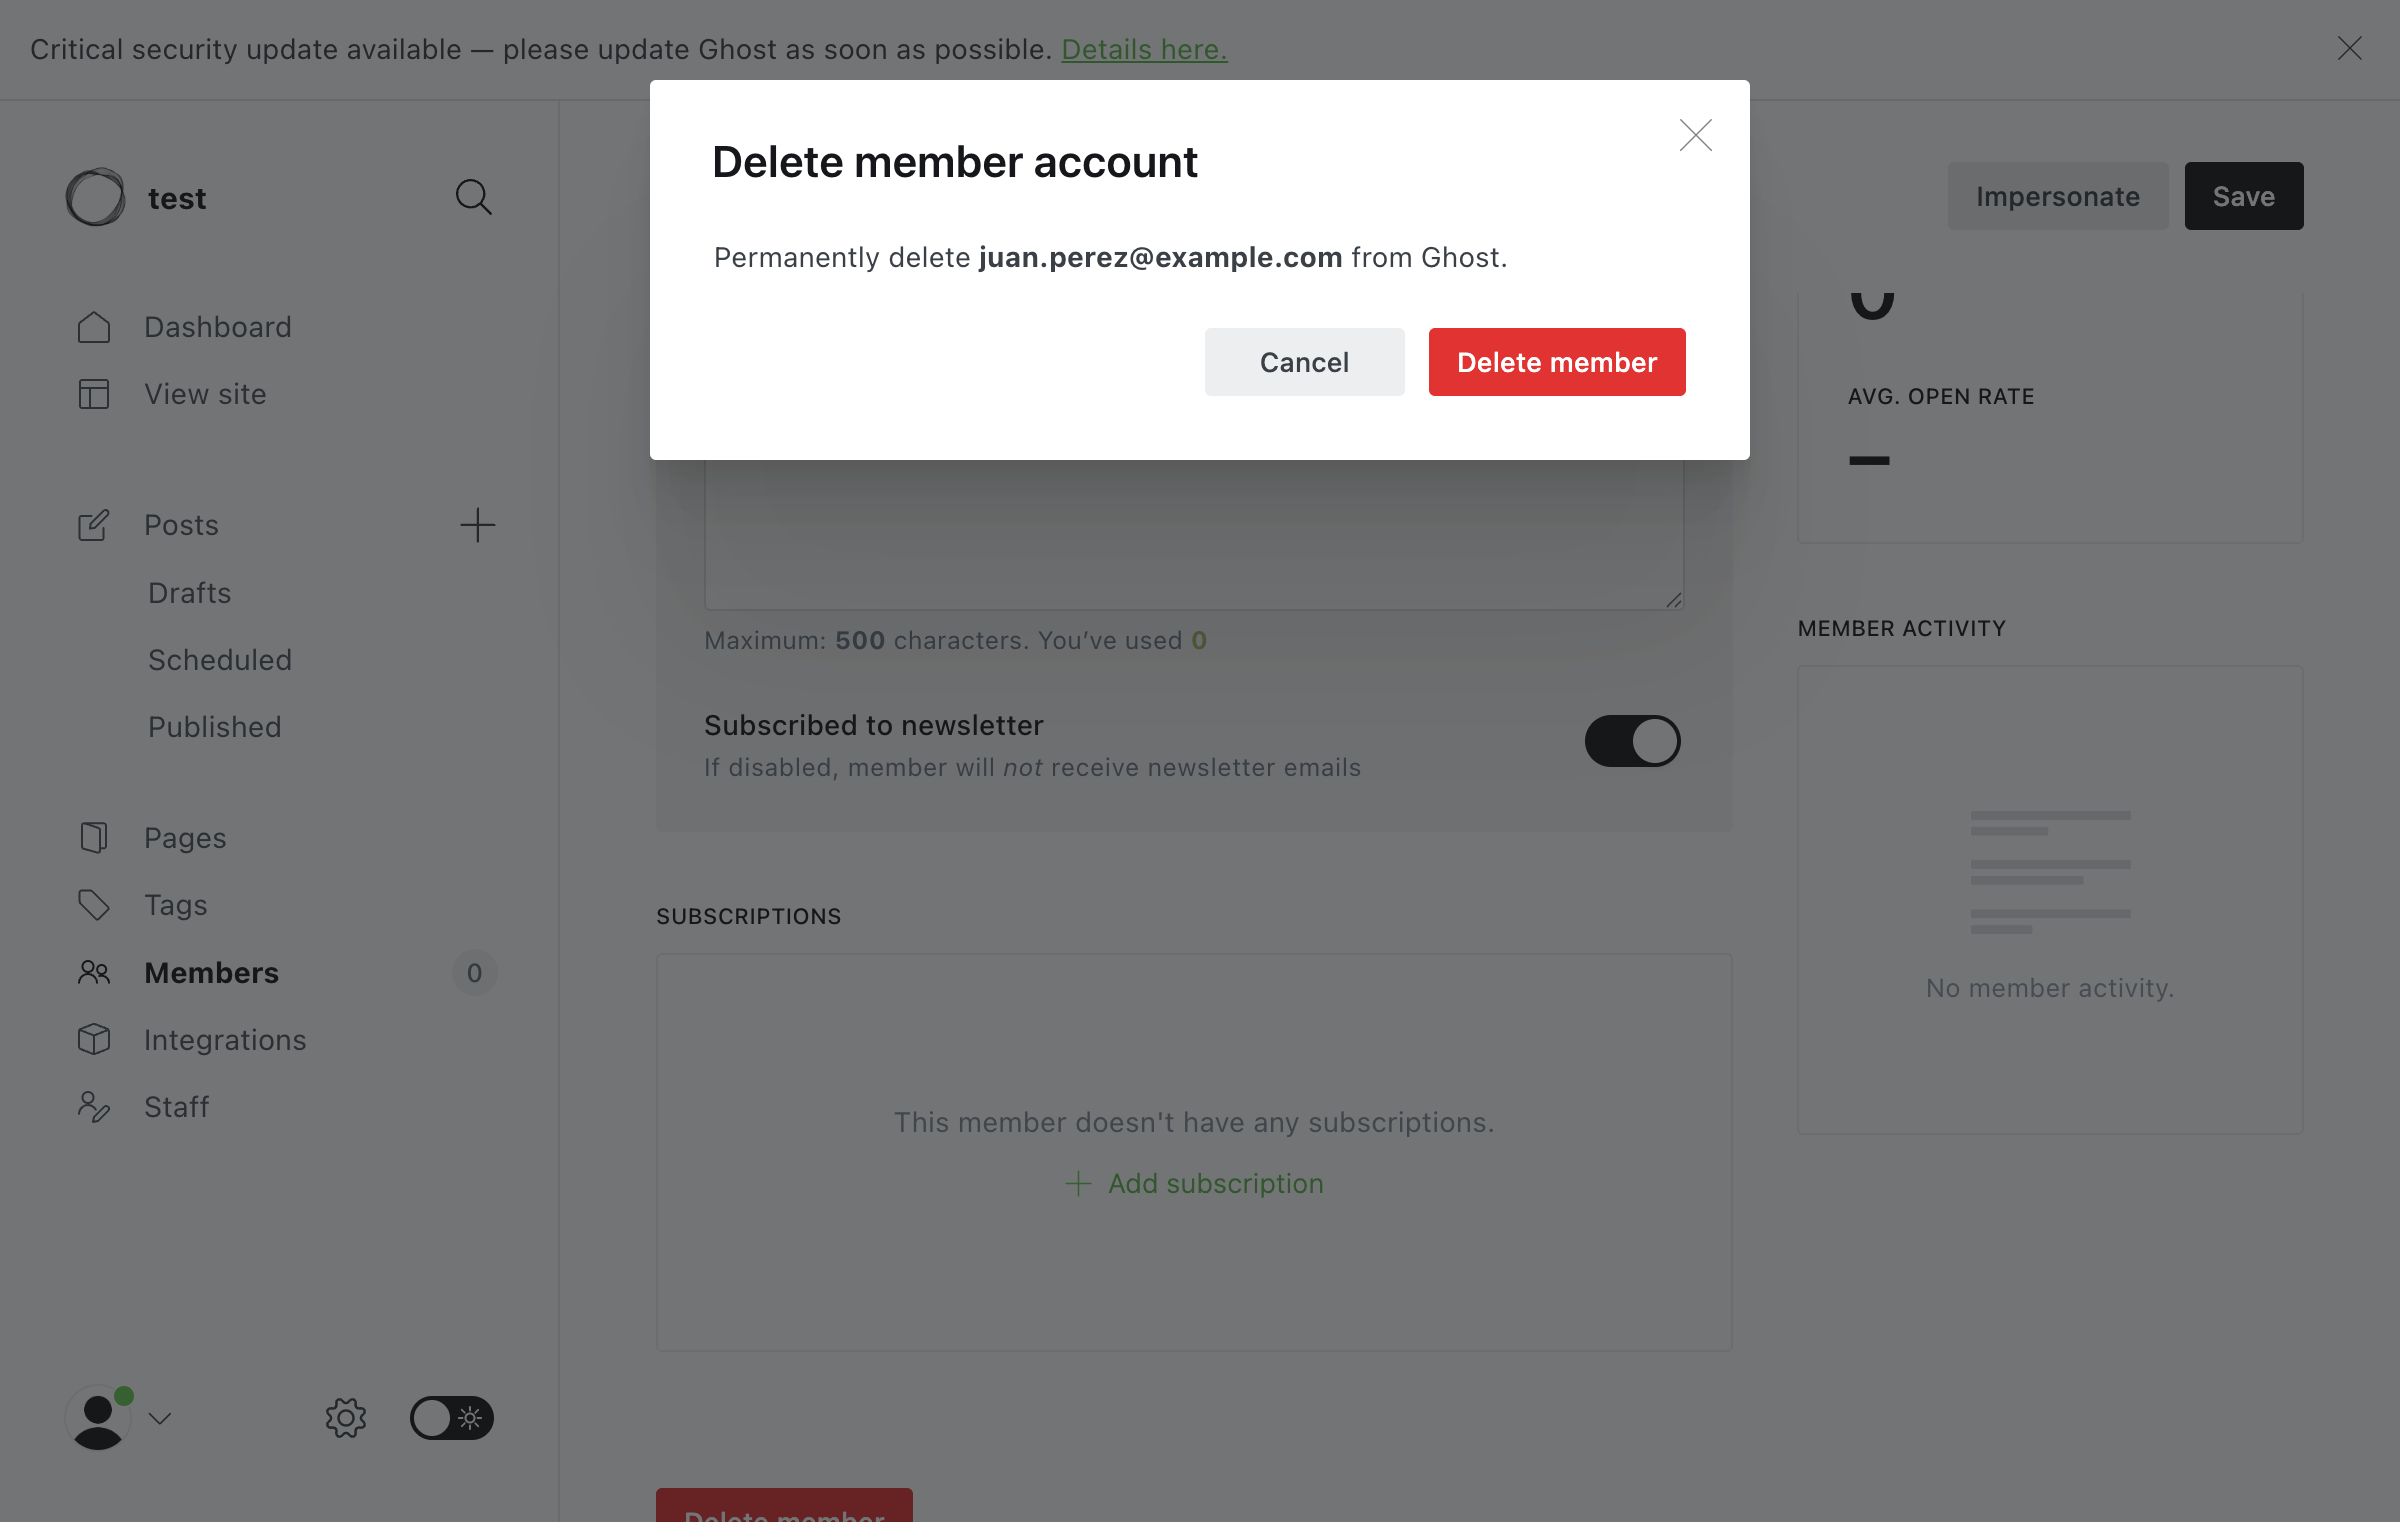 Critical security update available — please update Ghost as soon as possible. Details here.
test
Dashboard
View site
Posts
Drafts
Scheduled
Published
Pages
Tags
Members 0
Integrations
Staff
Delete member account
Permanently delete juan.perez@example.com from Ghost.
Cancel Delete member
Impersonate Save
Maximum: 500 characters. You’ve used 0
Subscribed to newsletter
If disabled, member will not receive newsletter emails
SUBSCRIPTIONS
This member doesn't have any subscriptions.
Add subscription
Delete member
0
AVG. OPEN RATE
–
MEMBER ACTIVITY
No member activity.